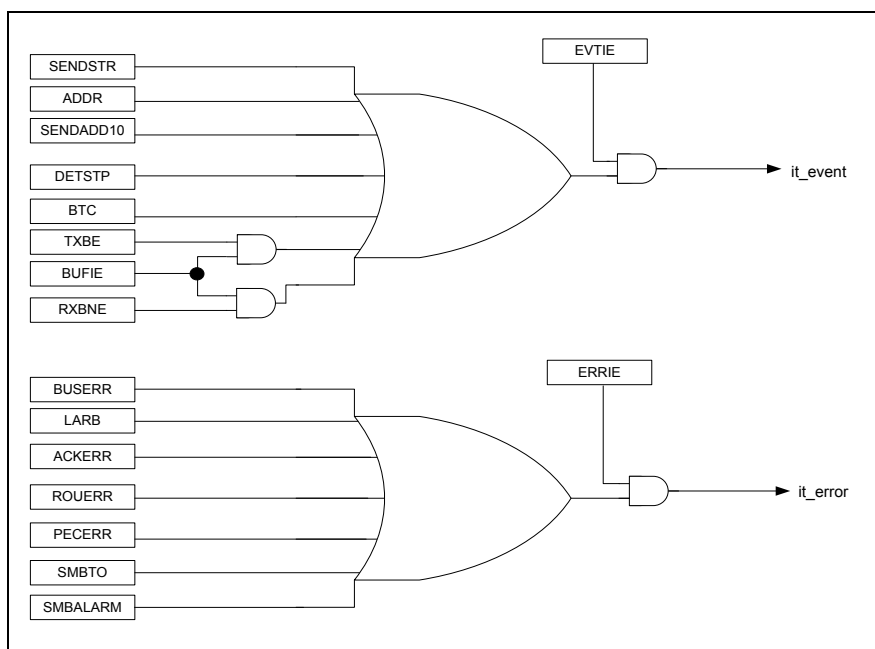 EVTIE
SENDSTR
ADDR
SENDADD10
DETSTP
it_event
BTC
TXBE
BUFIE
RXBNE
ERRIE
BUSERR
LARB
ACKERR
ROUERR
it_error
PECERR
SMBTO
SMBALARM